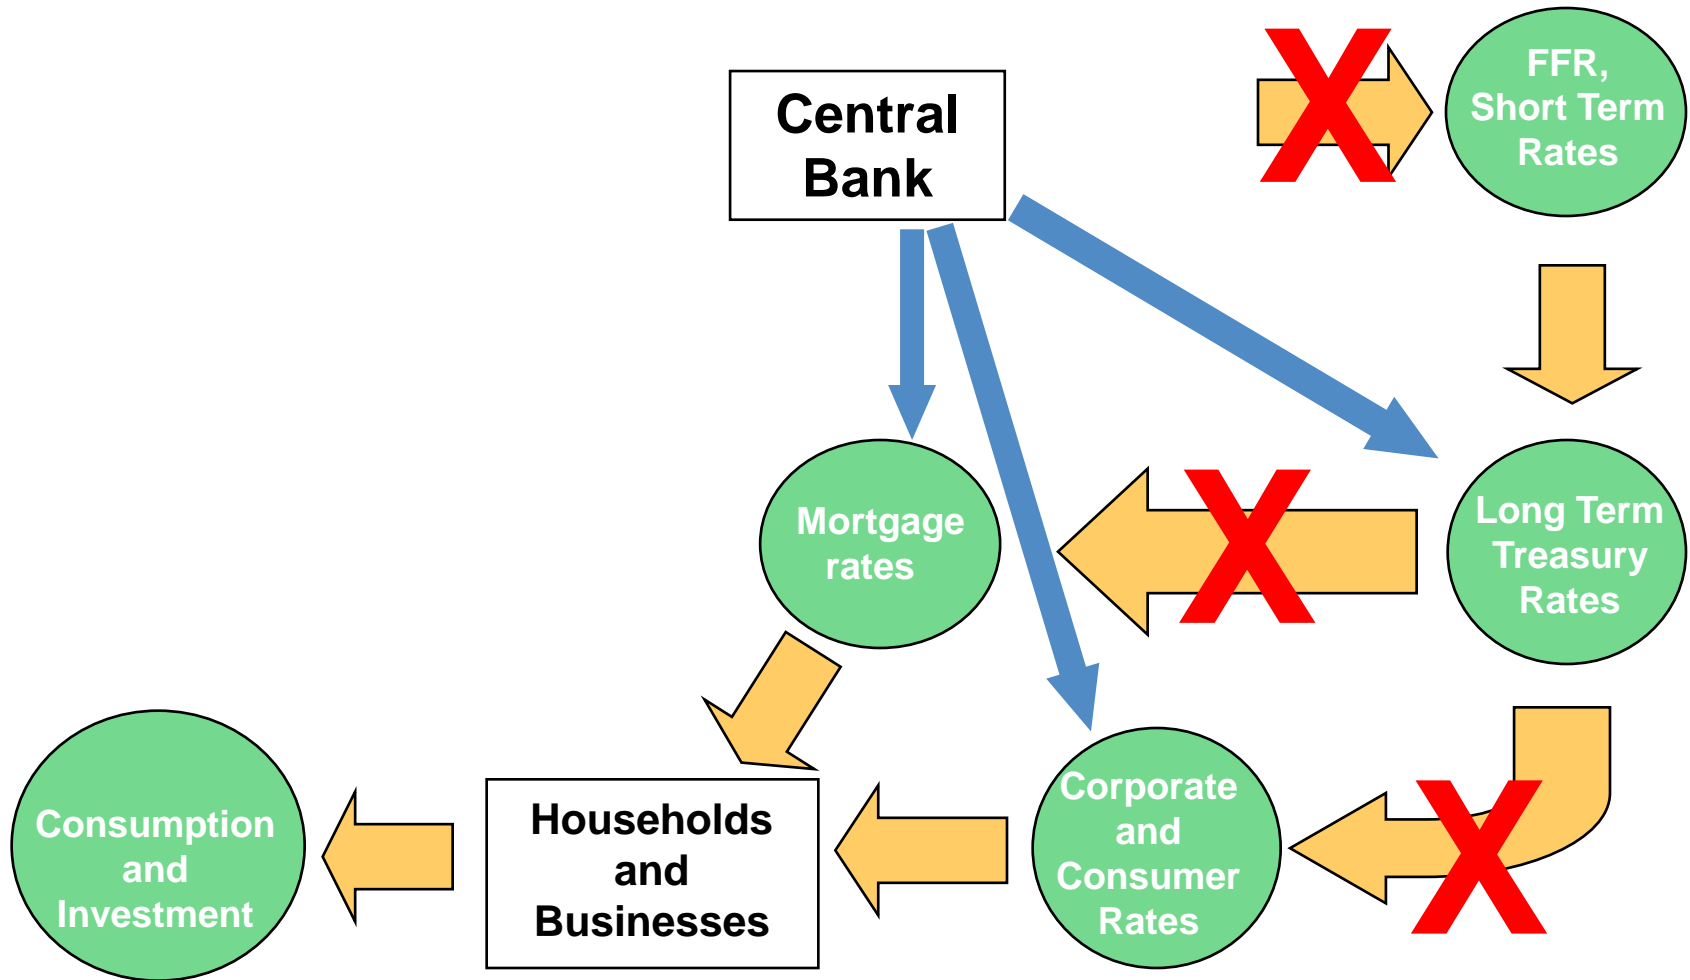 Central
Bank
FFR,
Short Term
Rates
X
Mortgage
rates
X
Long Term
Treasury
Rates
Consumption
and
Investment
Households
and
Businesses
Corporate
and
Consumer
Rates
X